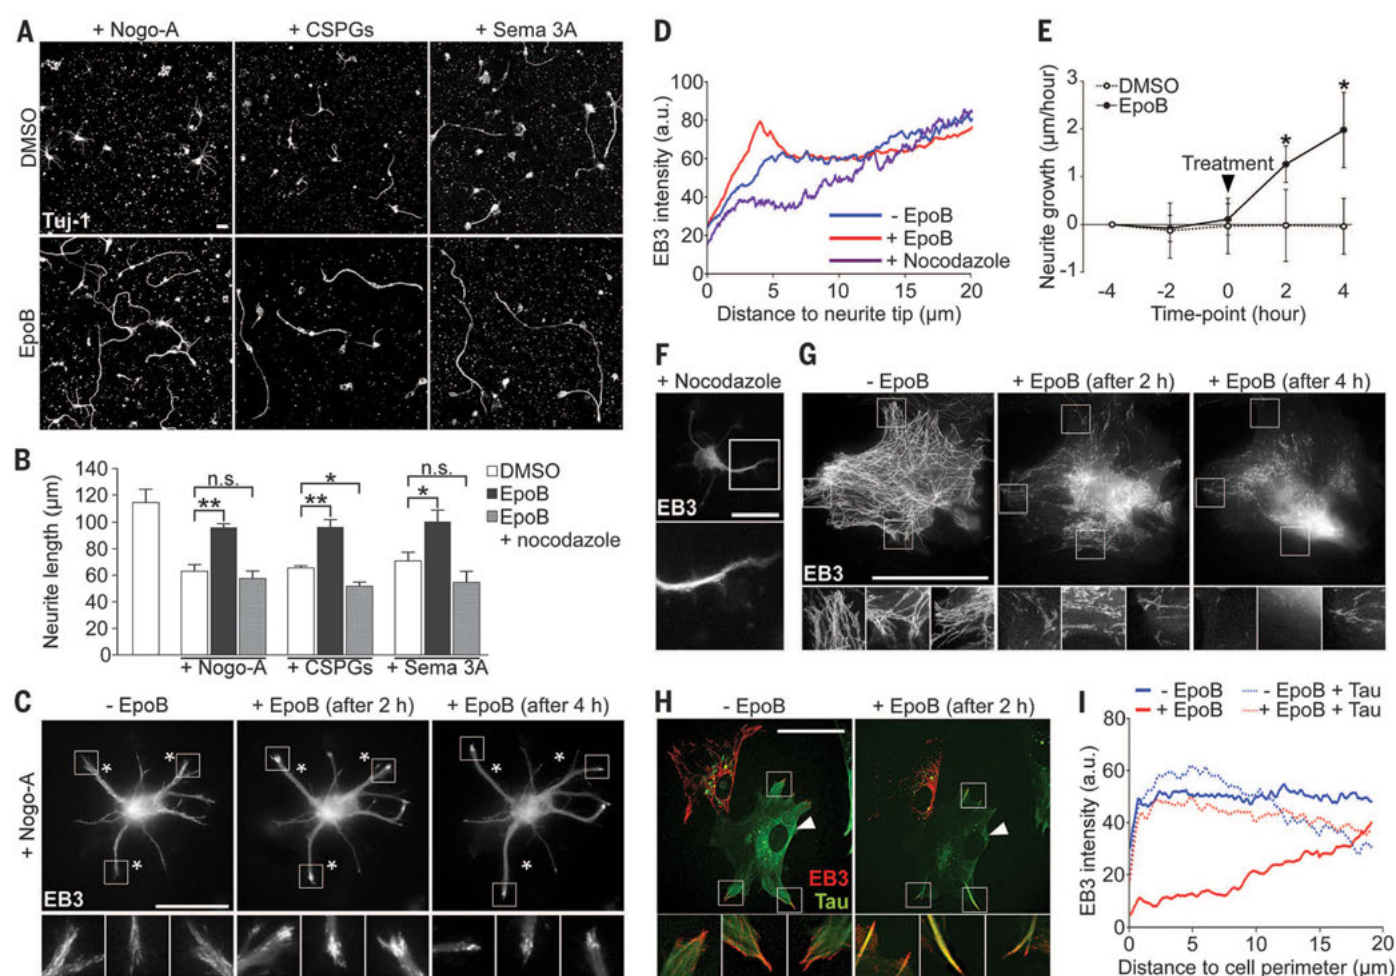 A
+ Nogo-A
+ CSPGs
+ Sema 3A
DMSO
Tuj-1
EpoB
B
Neurite length (µm)
140
120
100
80
60
40
20
0
n.s.
**
*
**
n.s.
*
DMSO
EpoB
EpoB
+ nocodazole
+ Nogo-A
+ CSPGs
+ Sema 3A
C
- EpoB
+ EpoB (after 2 h)
+ EpoB (after 4 h)
+ Nogo-A
* * *
* * *
* * *
EB3
D
EB3 intensity (a.u.)
100
80
60
40
20
0
- EpoB
+ EpoB
+ Nocodazole
0 5 10 15 20
Distance to neurite tip (µm)
E
Neurite growth (µm/hour)
3
2
1
0
-1
DMSO
EpoB
Treatment
*
*
-4 -2 0 2 4
Time-point (hour)
F
+ Nocodazole
EB3
G
- EpoB
+ EpoB (after 2 h)
+ EpoB (after 4 h)
EB3
H
- EpoB
+ EpoB (after 2 h)
EB3
Tau
I
- EpoB
- EpoB + Tau
+ EpoB
+ EpoB + Tau
EB3 intensity (a.u.)
80
60
40
20
0
0 5 10 15 20
Distance to cell perimeter (µm)